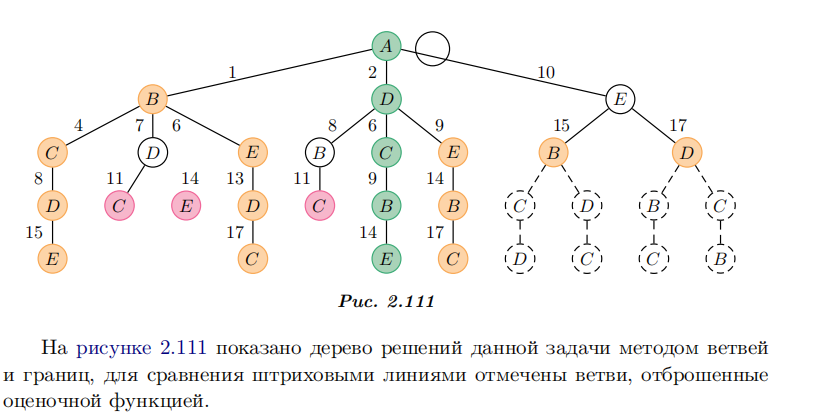 A
1 2 10
B D E
4 7 6 8 6 9 15 17
C D E B C E B D
8 11 14 13 11 9 14
D C E D C B B C D B C
15 17 14 17
E C E C D C C B
Рис. 2.111
На рисунке 2.111 показано дерево решений данной задачи методом ветвей
и границ, для сравнения штриховыми линиями отмечены ветви, отброшенные
оценочной функцией.